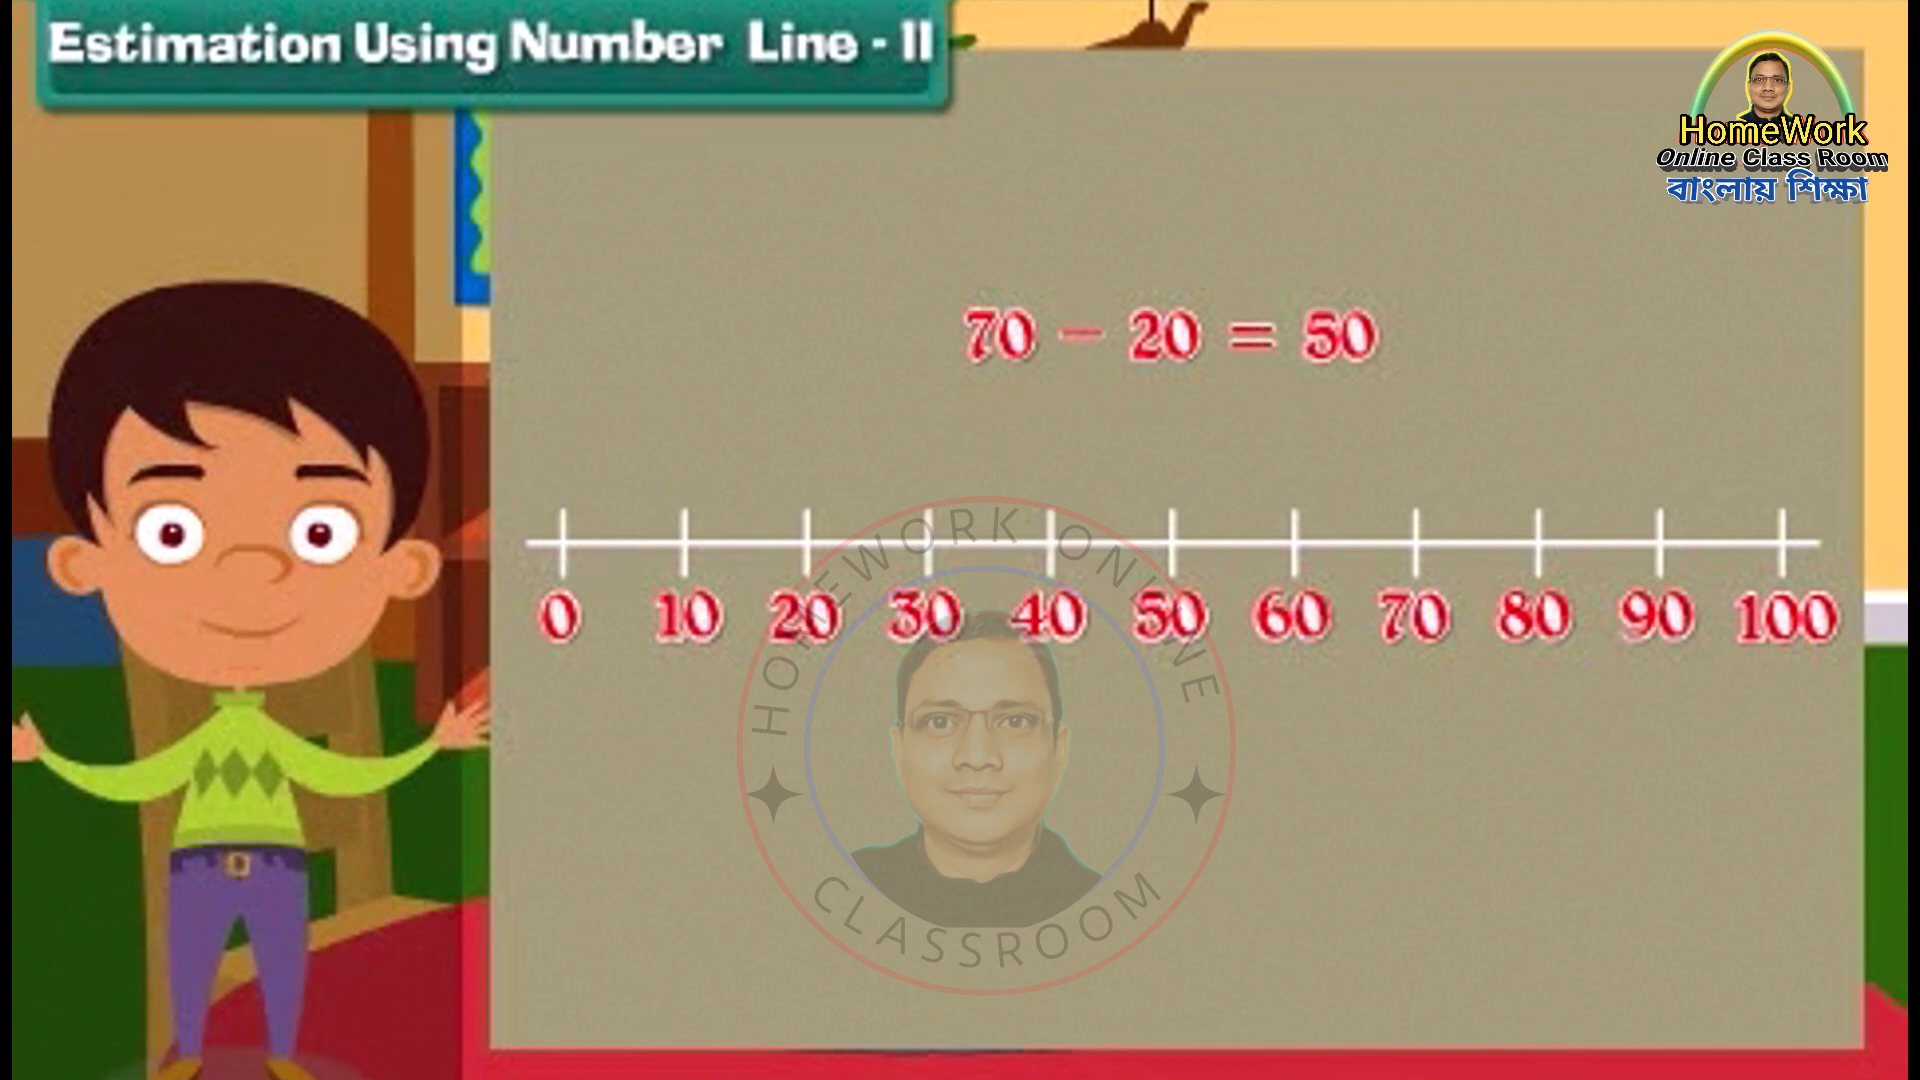 Estimation Using Number Line - II
HomeWork
Online Class Room
বাংলায় শিক্ষা
70 - 20 = 50
0 10 20 30 40 50 60 70 80 90 100
HOMEWORK ONLINE
CLASSROOM